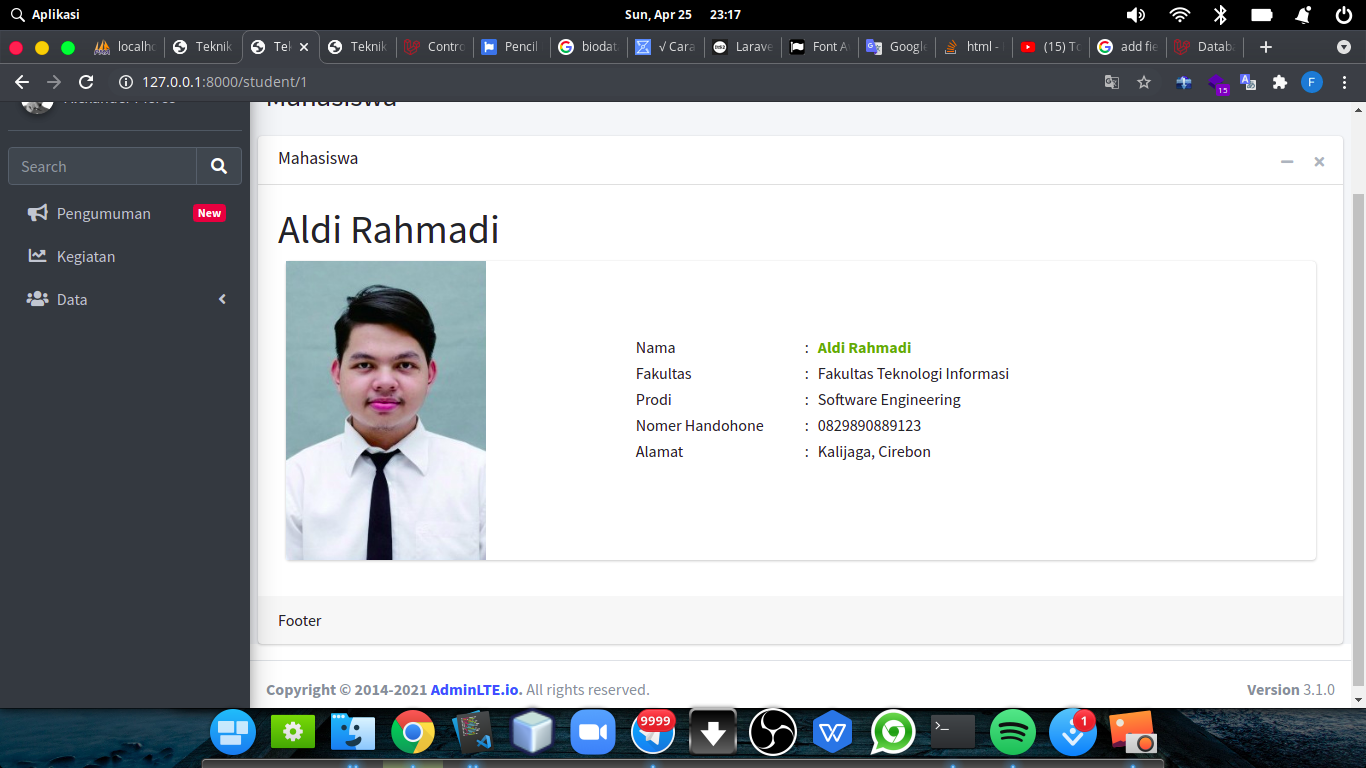 Aplikasi
Sun, Apr 25 23:17
localho
Teknik
Tek
Teknik
Contro
Pencil
biodat
√ Cara
Larave
Font A
Google
html -
(15) To
add fie
Databa
127.0.0.1:8000/student/1
15
F
Mahasiswa
Search
Pengumuman
New
Kegiatan
Data
Mahasiswa
Aldi Rahmadi
Nama : Aldi Rahmadi
Fakultas : Fakultas Teknologi Informasi
Prodi : Software Engineering
Nomer Handohone : 0829890889123
Alamat : Kalijaga, Cirebon
Footer
Copyright © 2014-2021 AdminLTE.io. All rights reserved.
Version 3.1.0
9999
1